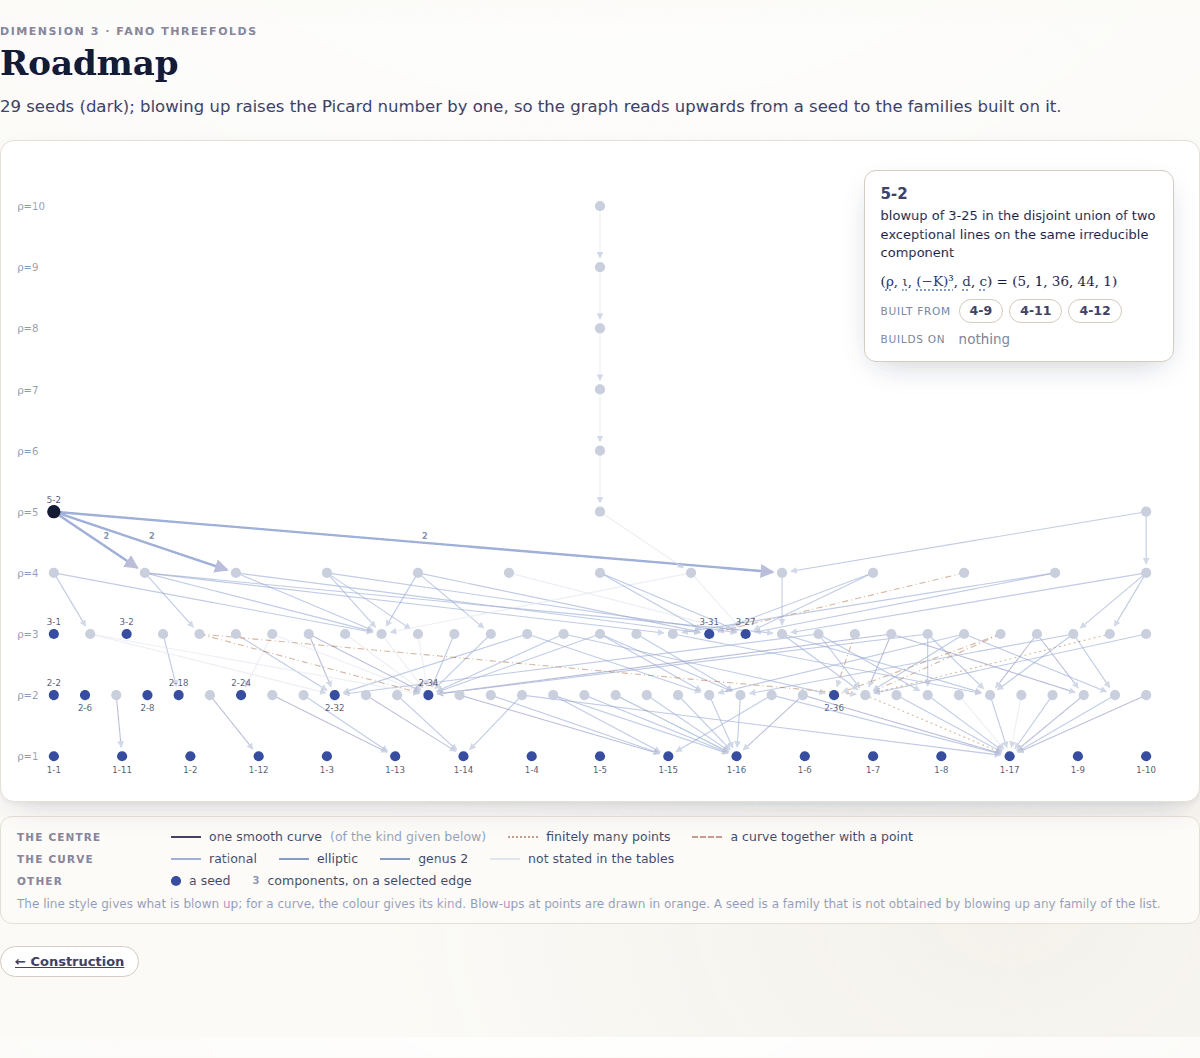 DIMENSION 3 · FANO THREEFOLDS
Roadmap
29 seeds (dark); blowing up raises the Picard number by one, so the graph reads upwards from a seed to the families built on it.
ρ=10
ρ=9
ρ=8
ρ=7
ρ=6
ρ=5
ρ=4
ρ=3
ρ=2
ρ=1
5-2
blowup of 3-25 in the disjoint union of two
exceptional lines on the same irreducible
component
(ρ, ι, (−K)³, d, c) = (5, 1, 36, 44, 1)
BUILT FROM 4-9 4-11 4-12
BUILDS ON nothing
5-2
2 2 2
3-1 3-2 3-31 3-27
2-2 2-18 2-24 2-34
2-6 2-8 2-32 2-36
1-1 1-11 1-2 1-12 1-3 1-13 1-14 1-4 1-5 1-15 1-16 1-6 1-7 1-8 1-17 1-9 1-10
THE CENTRE one smooth curve (of the kind given below) finitely many points a curve together with a point
THE CURVE rational elliptic genus 2 not stated in the tables
OTHER a seed 3 components, on a selected edge
The line style gives what is blown up; for a curve, the colour gives its kind. Blow-ups at points are drawn in orange. A seed is a family that is not obtained by blowing up any family of the list.
← Construction